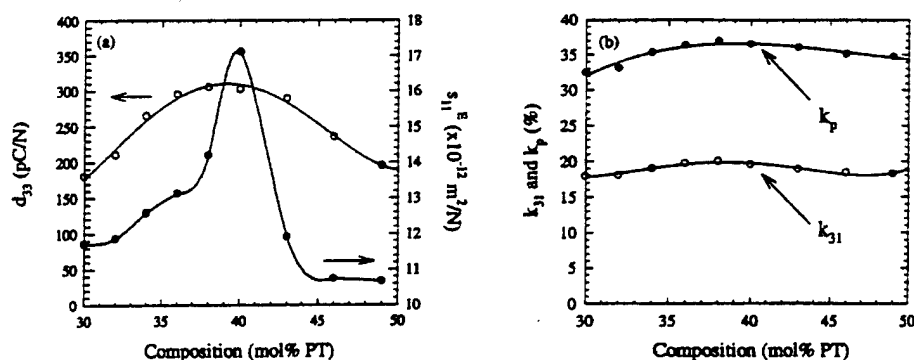 (a)
400
350
300
250
200
150
100
50
0
d₃₃ (pC/N)
18
17
16
15
14
13
12
11
10
s₁₁ᴱ (x10⁻¹² m²/N)
30 35 40 45 50
Composition (mol% PT)
(b)
40
35
30
25
20
15
10
5
0
k₃₁ and kₚ (%)
kₚ
k₃₁
30 35 40 45 50
Composition (mol% PT)